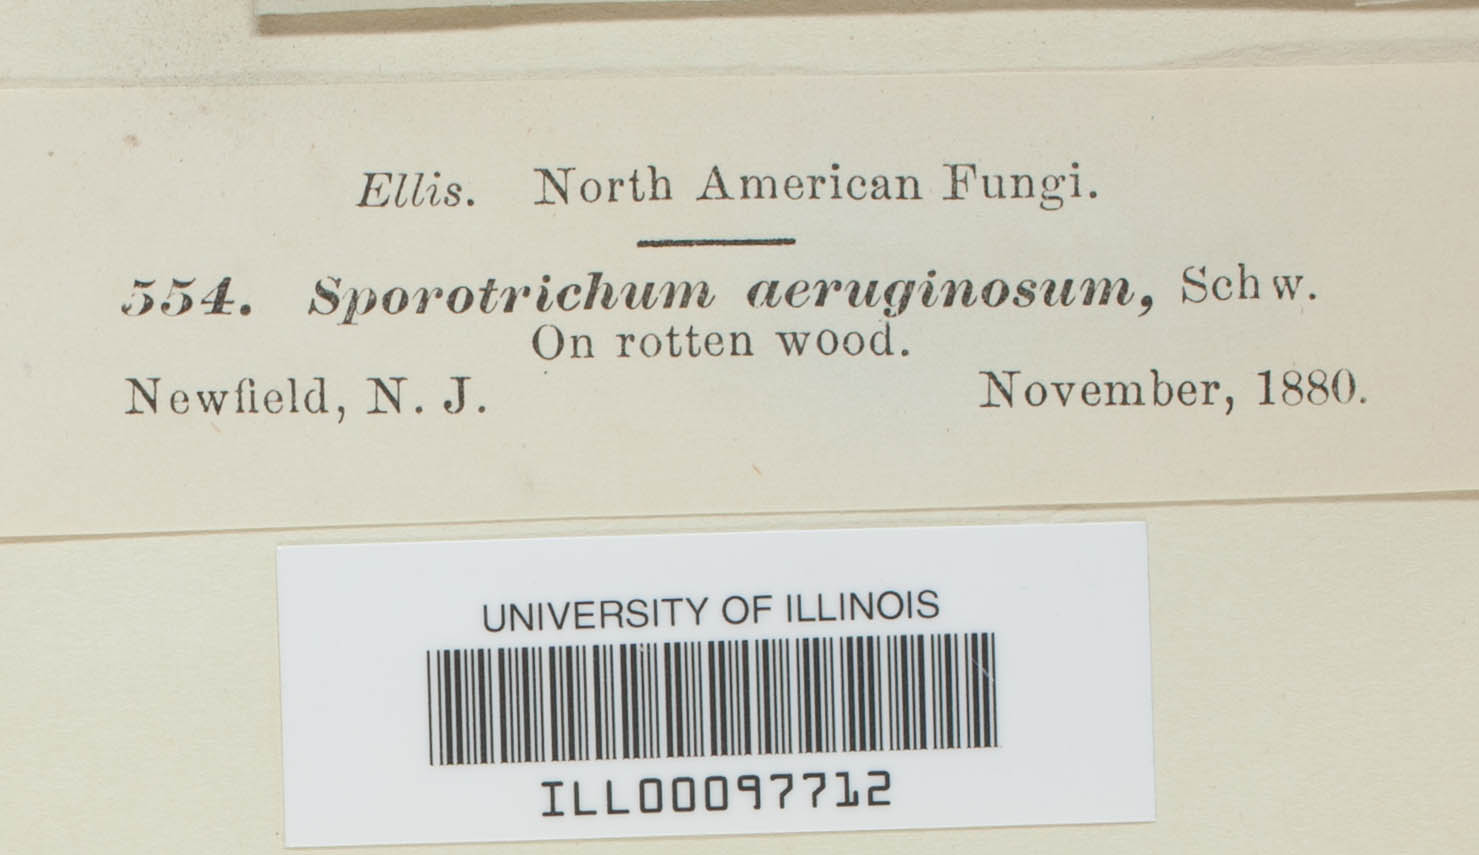 Ellis. North American Fungi.
554. Sporotrichum aeruginosum, Schw.
On rotten wood.
Newfield, N. J. November, 1880.
UNIVERSITY OF ILLINOIS
ILL00097712